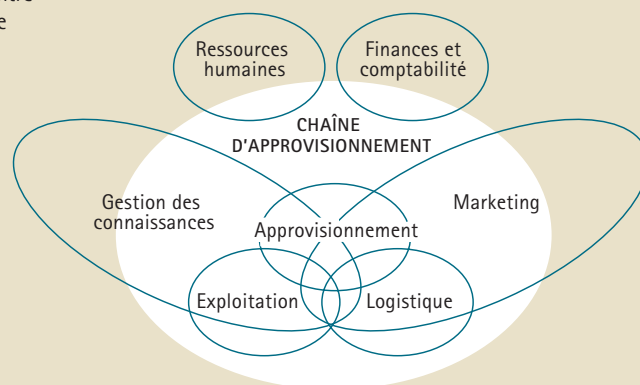 Ressources
humaines
Finances et
comptabilité
CHAÎNE
D'APPROVISIONNEMENT
Gestion des
connaissances
Marketing
Approvisionnement
Exploitation
Logistique